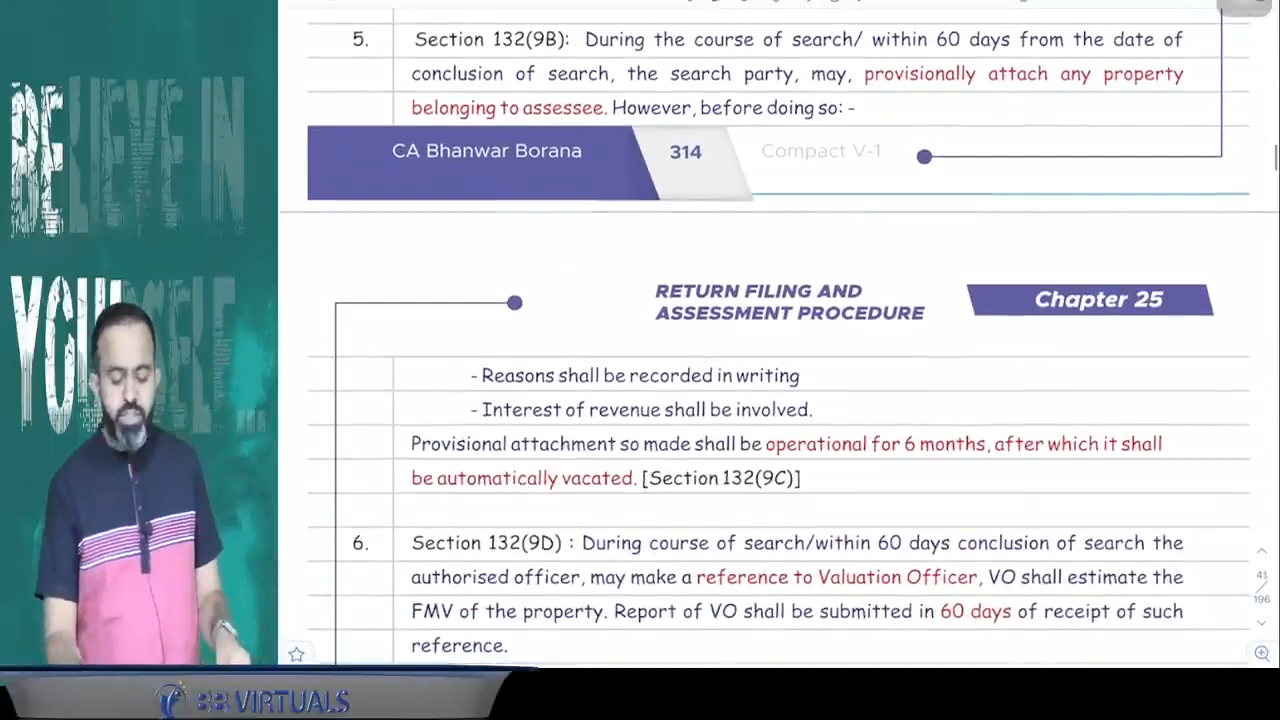 BELIEVE IN
5. Section 132(9B): During the course of search/ within 60 days from the date of
conclusion of search, the search party, may, provisionally attach any property
belonging to assessee. However, before doing so: -
CA Bhanwar Borana 314 Compact V-1
RETURN FILING AND
ASSESSMENT PROCEDURE
Chapter 25
- Reasons shall be recorded in writing
- Interest of revenue shall be involved.
Provisional attachment so made shall be operational for 6 months, after which it shall
be automatically vacated. [Section 132(9C)]
6. Section 132(9D) : During course of search/within 60 days conclusion of search the
authorised officer, may make a reference to Valuation Officer, VO shall estimate the
FMV of the property. Report of VO shall be submitted in 60 days of receipt of such
reference.
43
196
BB VIRTUALS